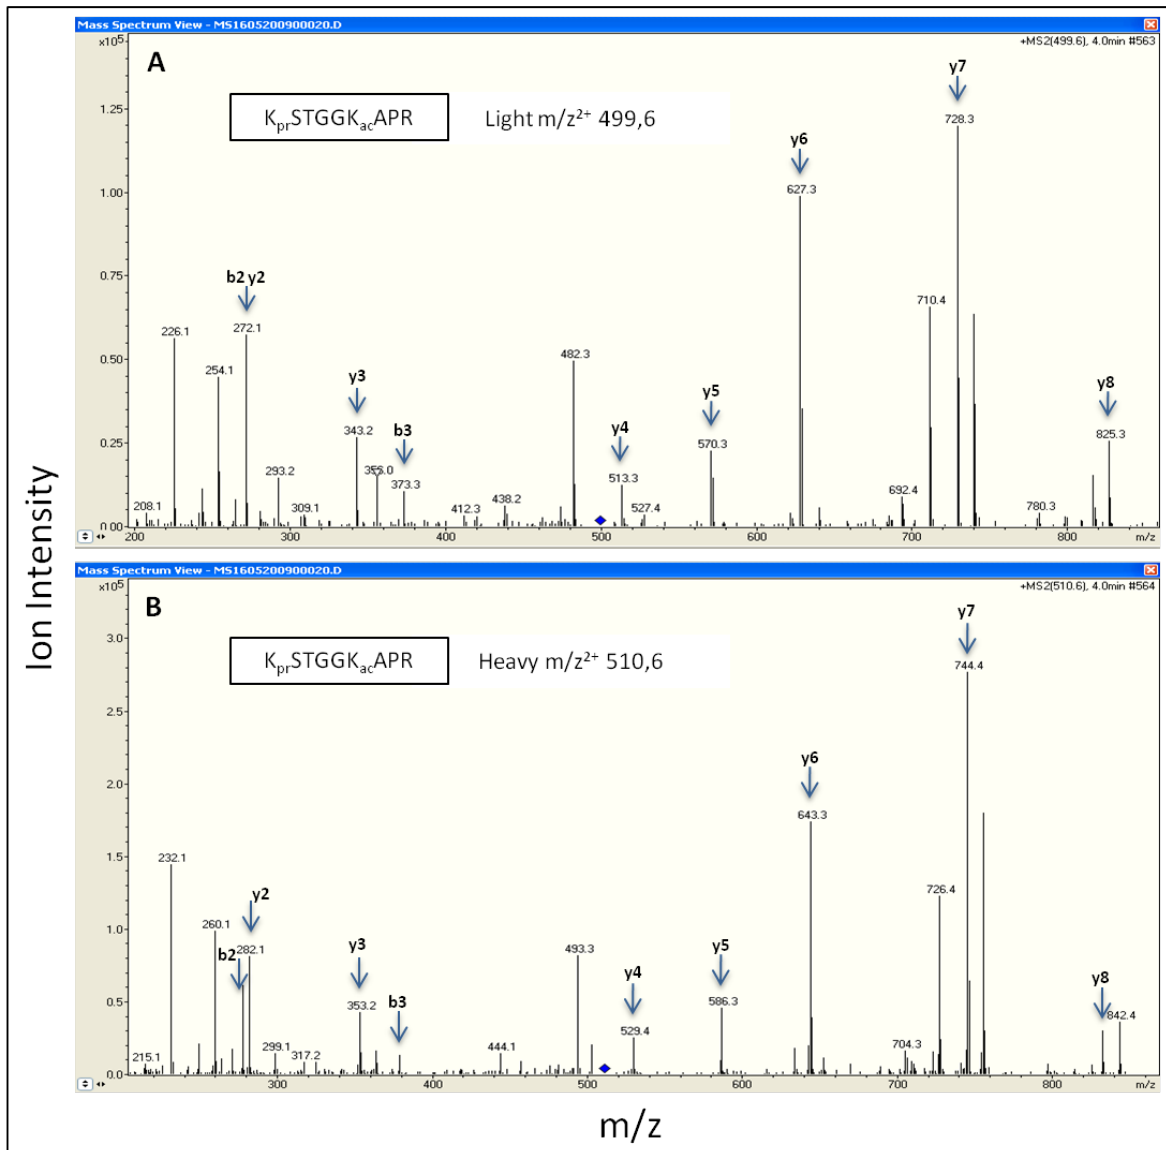 Mass Spectrum View - MS1605200900020.D
x10⁵
+MS2(499.6), 4.0min #563
A
KprSTGGKacAPR
Light m/z²⁺ 499,6
y7
728.3
y6
627.3
b2 y2
272.1
226.1
254.1
710.4
482.3
y3
343.2
b3
373.3
y5
570.3
y4
513.3
y8
825.3
293.2
355.0
208.1
309.1
412.3
438.2
527.4
692.4
780.3
1.25
1.00
0.75
0.50
0.25
0.00
200 300 400 500 600 700 800 m/z
Ion Intensity
Mass Spectrum View - MS1605200900020.D
x10⁵
+MS2(510.6), 4.0min #564
B
KprSTGGKacAPR
Heavy m/z²⁺ 510,6
y7
744.4
y6
643.3
232.1
260.1
y2
282.1
b2
y3
353.2
b3
493.3
y4
529.4
y5
586.3
726.4
y8
842.4
215.1
299.1
317.2
444.1
704.3
3.0
2.5
2.0
1.5
1.0
0.5
0.0
300 400 500 600 700 800 m/z
m/z